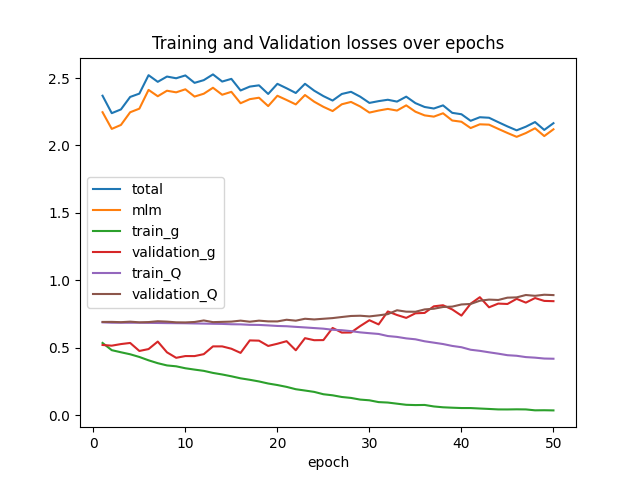 Training and Validation losses over epochs
2.5
2.0
1.5
1.0
0.5
0.0
total
mlm
train_g
validation_g
train_Q
validation_Q
0 10 20 30 40 50
epoch